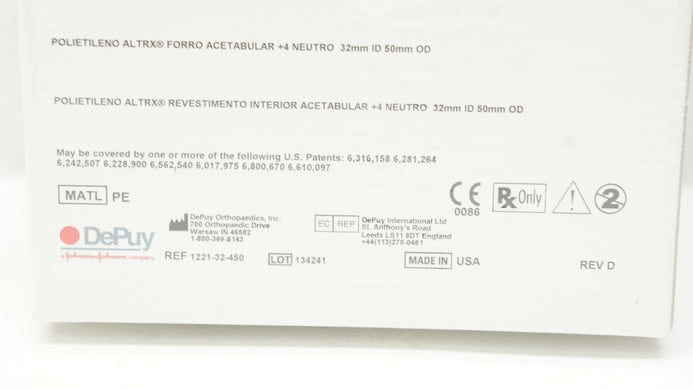 POLIETILENO ALTRX® FORRO ACETABULAR +4 NEUTRO 32mm ID 50mm OD
POLIETILENO ALTRX® REVESTIMENTO INTERIOR ACETABULAR +4 NEUTRO 32mm ID 50mm OD
May be covered by one or more of the following U.S. Patents: 6,316,158 6,281,264
6,242,507 6,228,900 6,562,540 6,017,975 6,800,670 6,610,097
MATL PE
CE
0086
Rx Only
2
DePuy Orthopaedics, Inc.
700 Orthopaedic Drive
Warsaw IN 46582
1-800-366-8143
EC REP
DePuy International Ltd
St. Anthony's Road
Leeds LS11 8DT England
+44(113)270-0461
DePuy
a Johnson & Johnson company
REF 1221-32-450
LOT 134241
MADE IN USA
REV D